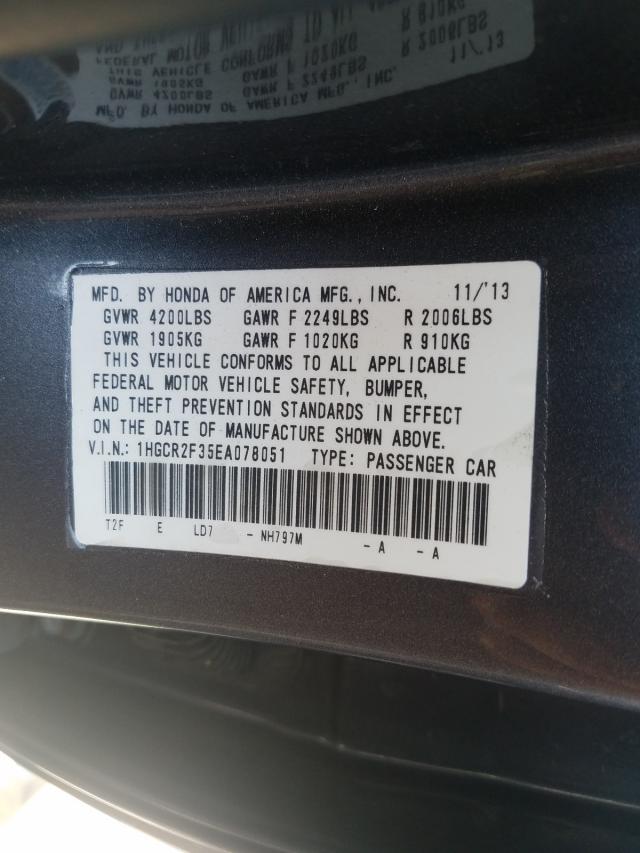 MFD. BY HONDA OF AMERICA MFG., INC. 11/'13
GVWR 4200LBS GAWR F 2249LBS R 2006LBS
GVWR 1905KG GAWR F 1020KG R 910KG
THIS VEHICLE CONFORMS TO ALL APPLICABLE
FEDERAL MOTOR VEHICLE SAFETY, BUMPER,
AND THEFT PREVENTION STANDARDS IN EFFECT
ON THE DATE OF MANUFACTURE SHOWN ABOVE.
V.I.N.: 1HGCR2F35EA078051 TYPE: PASSENGER CAR
T2F E LD7 - NH797M - A - A